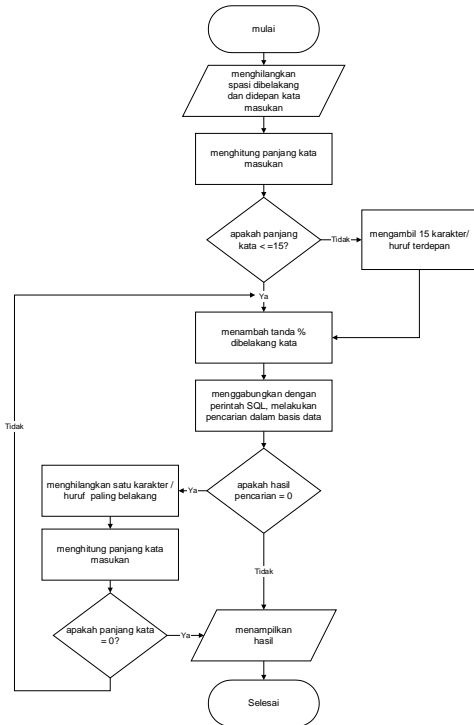 mulai
menghilangkan
spasi dibelakang
dan didepan kata
masukan
menghitung panjang kata
masukan
apakah panjang
kata < =15?
Tidak
mengambil 15 karakter/
huruf terdepan
Ya
menambah tanda %
dibelakang kata
menggabungkan dengan
perintah SQL, melakukan
pencarian dalam basis data
Tidak
apakah hasil
pencarian = 0
Ya
menghilangkan satu karakter /
huruf paling belakang
menghitung panjang kata
masukan
Tidak
apakah panjang kata
= 0?
Ya
menampilkan
hasil
Selesai